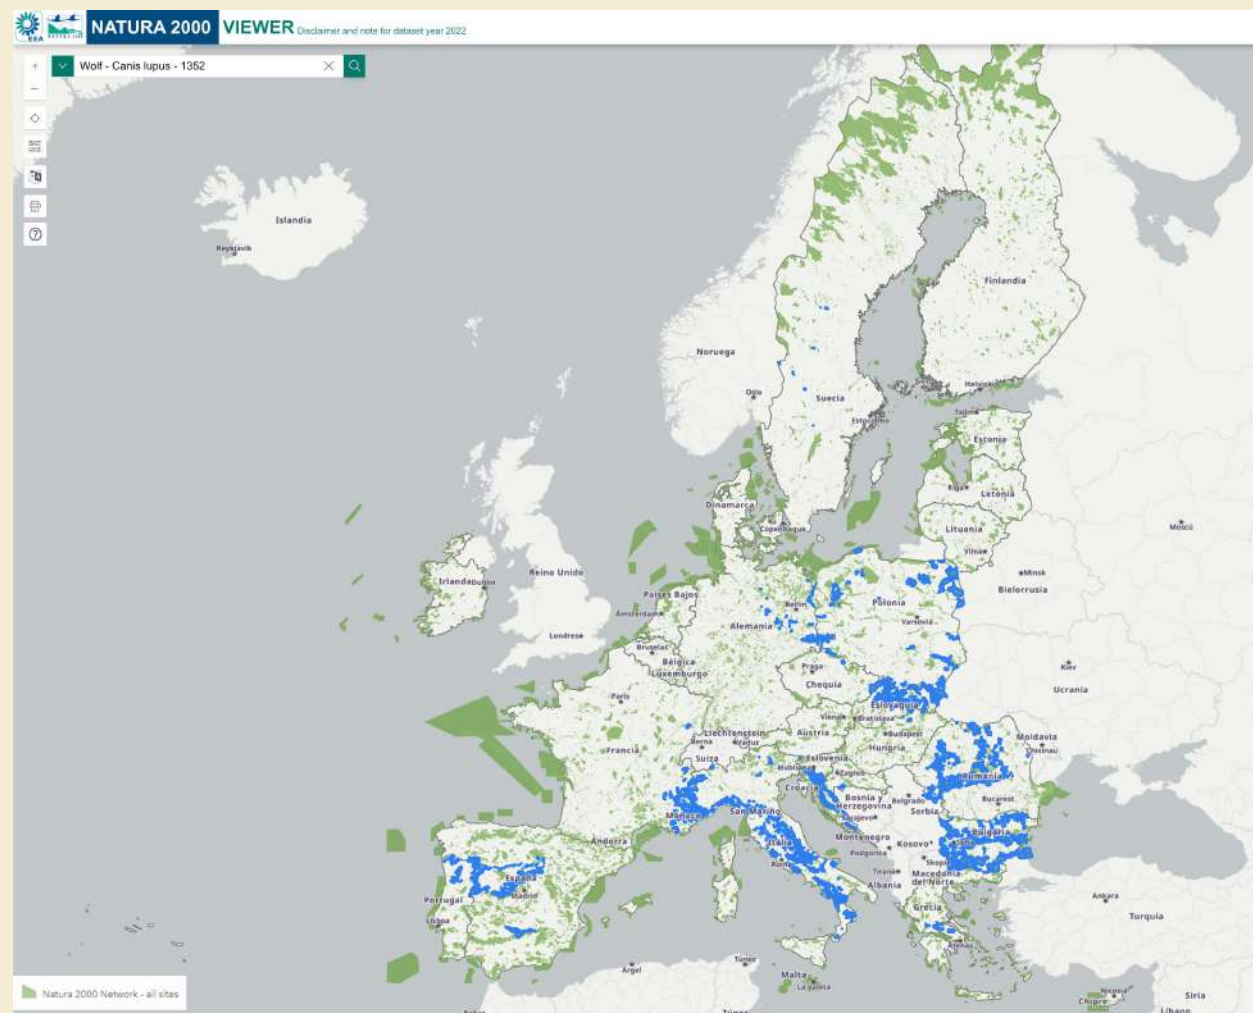 EEA
NATURA 2000 VIEWER Disclaimer and note for dataset year 2022
Wolf - Canis lupus - 1352
Islandia
Reykjavik
Finlandia
Noruega
Oslo
Suecia
Helsinki
Tallin
Estocolmo
Estonia
Riga
Letonia
Dinamarca
Copenhague
Lituania
Vilna
Moscú
Minsk
Bielorrusia
Irlanda
Dublín
Reino Unido
Países Bajos
Ámsterdam
Berlín
Polonia
Varsovia
Alemania
Londres
Bruselas
Bélgica
Luxemburgo
Praga
Chequia
Kiev
Ucrania
París
Eslovaquia
Viena
Bratislava
Liechtenstein
Vaduz
Austria
Budapest
Hungría
Moldavia
Chisinau
Berna
Suiza
Francia
Eslovenia
Zagreb
Rumanía
Croacia
Bosnia y
Herzegovina
Belgrado
Serbia
Bucarest
Mónaco
San Marino
Sarajevo
Montenegro
Kosovo
Bulgaria
Italia
Roma
Podgorica
Skopie
Andorra
Tirana
Macedonia
del Norte
Albania
España
Madrid
Portugal
Lisboa
Grecia
Atenas
Ankara
Turquía
Argel
Túnez
Malta
La Valeta
Nicosia
Chipre
Siria
Líbano
Natura 2000 Network - all sites